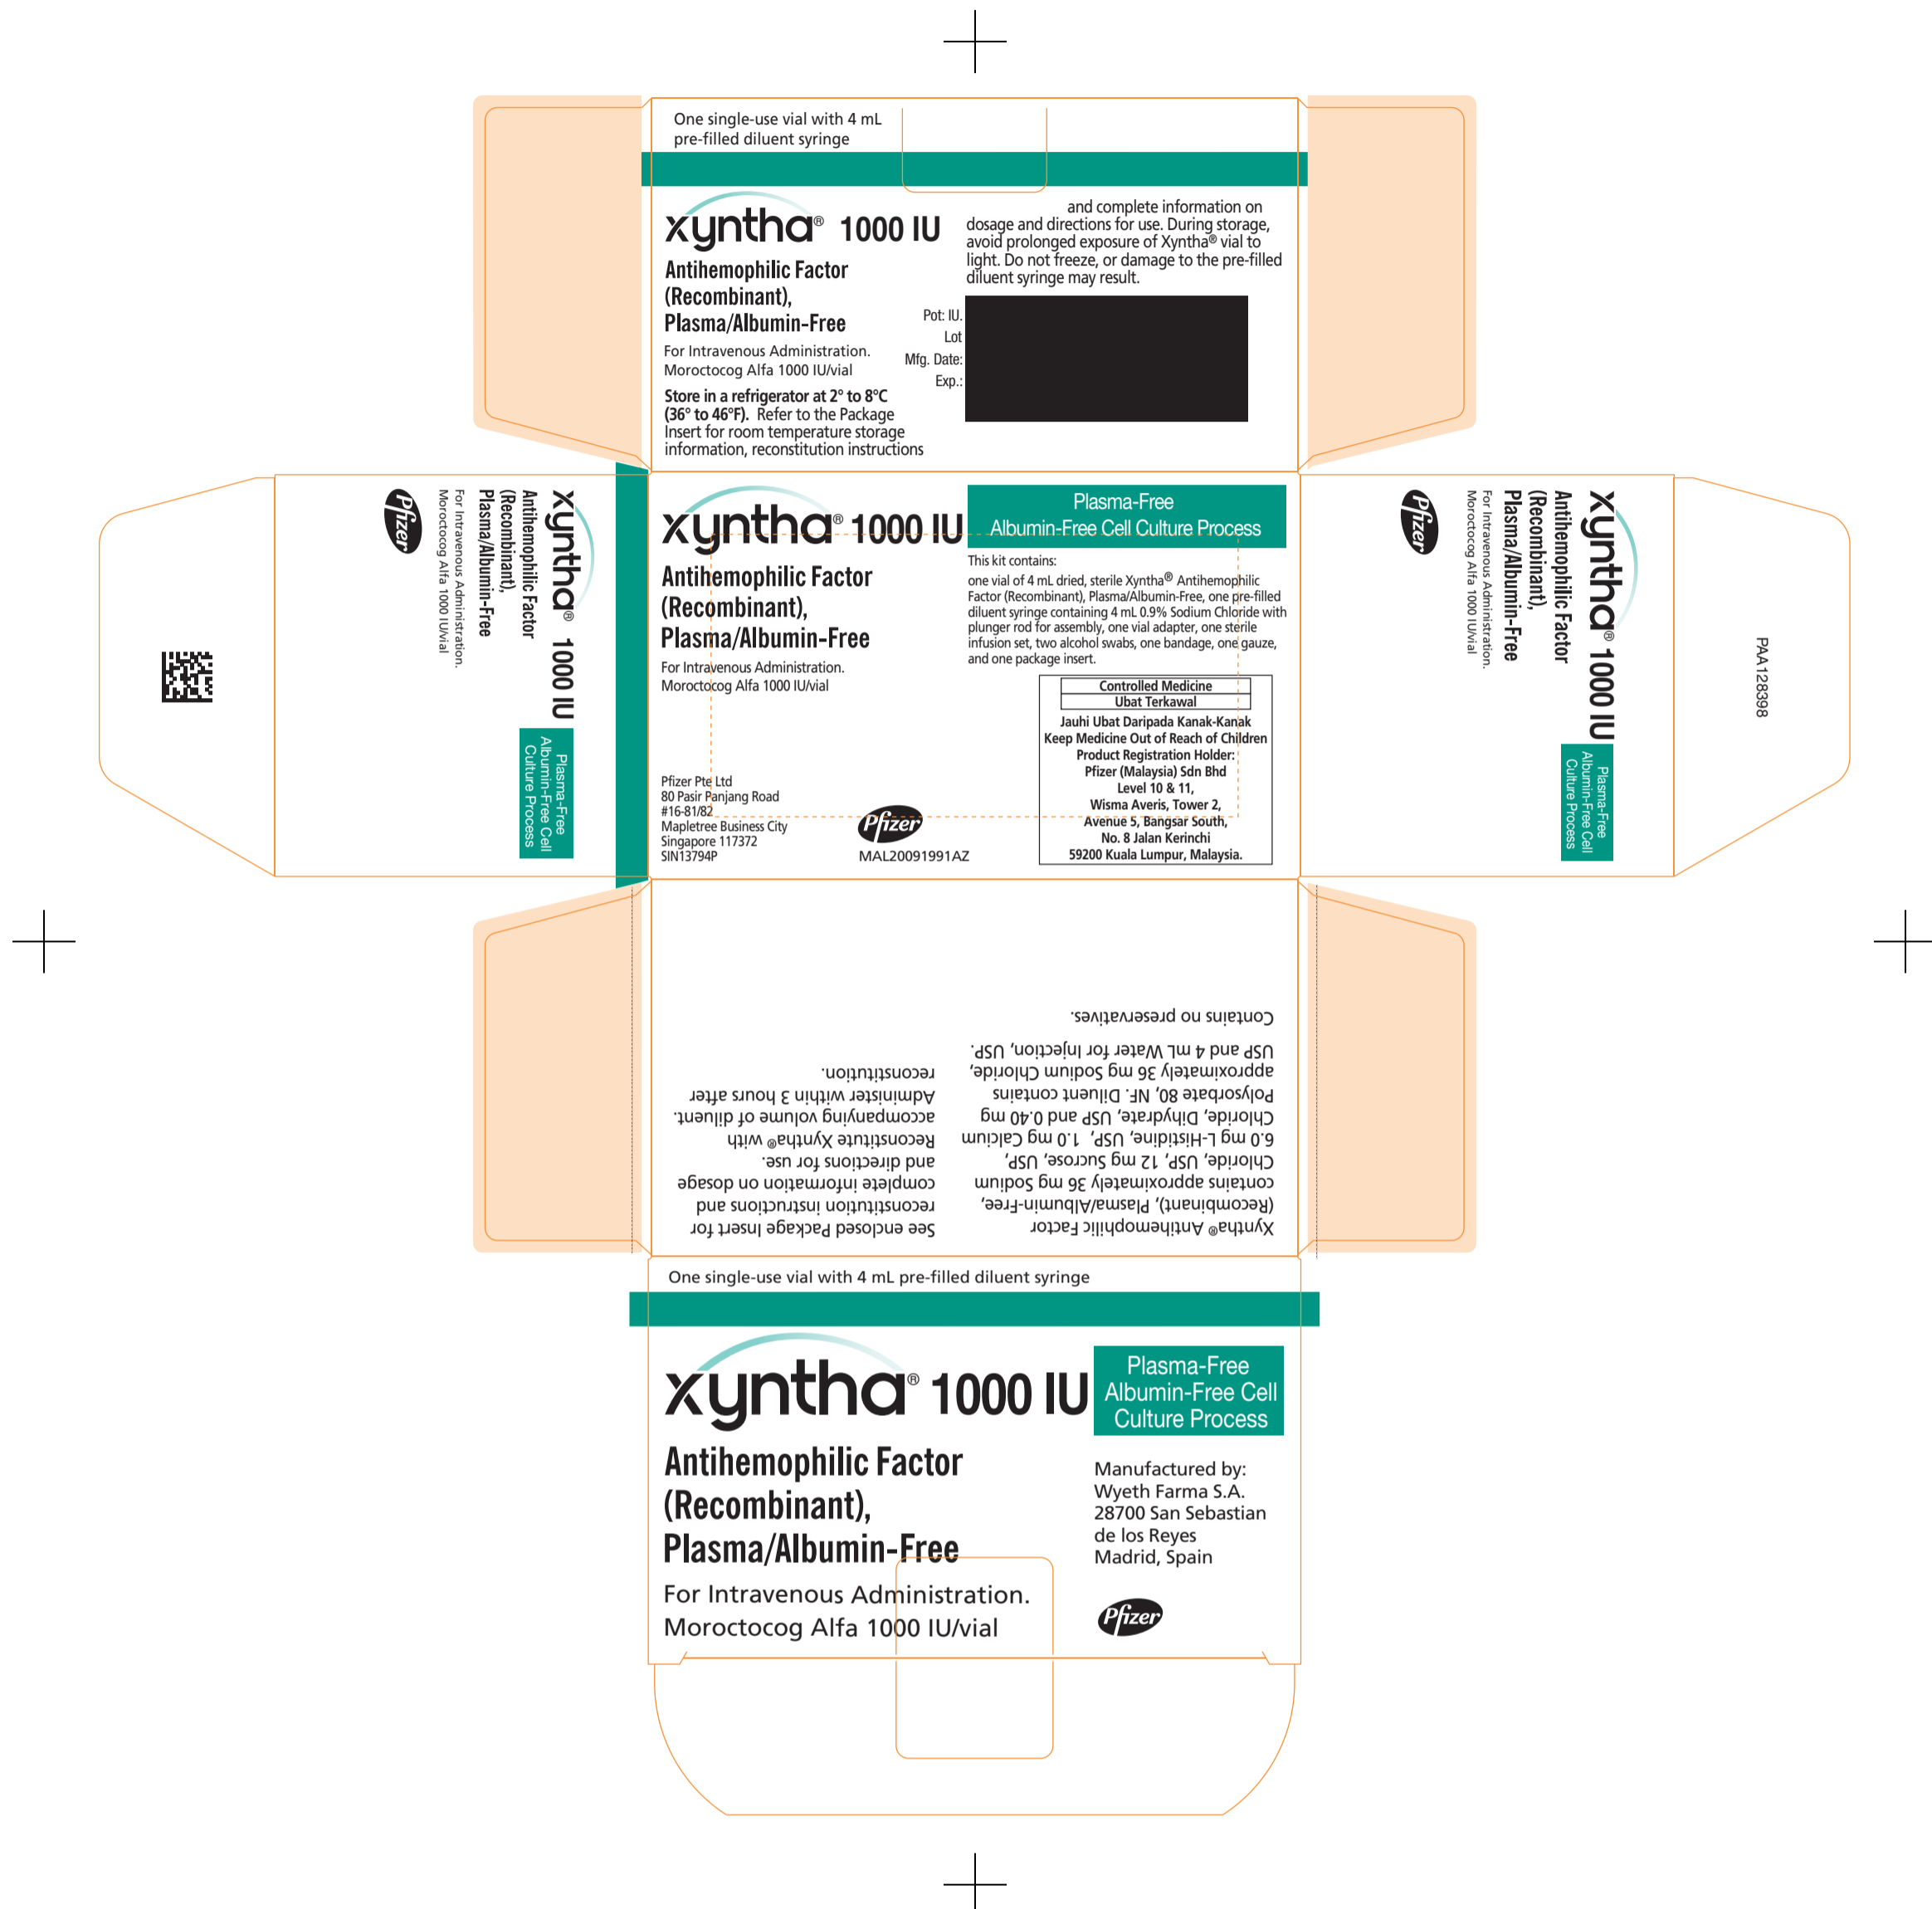 One single-use vial with 4 mL
pre-filled diluent syringe
xyntha® 1000 IU
Antihemophilic Factor
(Recombinant),
Plasma/Albumin-Free
For Intravenous Administration.
Moroctocog Alfa 1000 IU/vial
Store in a refrigerator at 2° to 8°C
(36° to 46°F). Refer to the Package
Insert for room temperature storage
information, reconstitution instructions
and complete information on
dosage and directions for use. During storage,
avoid prolonged exposure of Xyntha® vial to
light. Do not freeze, or damage to the pre-filled
diluent syringe may result.
Pot: IU.
Lot
Mfg. Date:
Exp.:
xyntha® 1000 IU
Antihemophilic Factor
(Recombinant),
Plasma/Albumin-Free
For Intravenous Administration.
Moroctocog Alfa 1000 IU/vial
Pfizer
Plasma-Free
Albumin-Free Cell
Culture Process
xyntha® 1000 IU
Antihemophilic Factor
(Recombinant),
Plasma/Albumin-Free
For Intravenous Administration.
Moroctocog Alfa 1000 IU/vial
Pfizer Pte Ltd
80 Pasir Panjang Road
#16-81/82
Mapletree Business City
Singapore 117372
SIN13794P
Pfizer
MAL20091991AZ
Plasma-Free
Albumin-Free Cell Culture Process
This kit contains:
one vial of 4 mL dried, sterile Xyntha® Antihemophilic
Factor (Recombinant), Plasma/Albumin-Free, one pre-filled
diluent syringe containing 4 mL 0.9% Sodium Chloride with
plunger rod for assembly, one vial adapter, one sterile
infusion set, two alcohol swabs, one bandage, one gauze,
and one package insert.
Controlled Medicine
Ubat Terkawal
Jauhi Ubat Daripada Kanak-Kanak
Keep Medicine Out of Reach of Children
Product Registration Holder:
Pfizer (Malaysia) Sdn Bhd
Level 10 & 11,
Wisma Averis, Tower 2,
Avenue 5, Bangsar South,
No. 8 Jalan Kerinchi
59200 Kuala Lumpur, Malaysia.
xyntha® 1000 IU
Antihemophilic Factor
(Recombinant),
Plasma/Albumin-Free
For Intravenous Administration.
Moroctocog Alfa 1000 IU/vial
Pfizer
Plasma-Free
Albumin-Free Cell
Culture Process
PAA128398
Xyntha® Antihemophilic Factor
(Recombinant), Plasma/Albumin-Free,
contains approximately 36 mg Sodium
Chloride, USP, 12 mg Sucrose, USP,
6.0 mg L-Histidine, USP, 1.0 mg Calcium
Chloride, Dihydrate, USP and 0.40 mg
Polysorbate 80, NF. Diluent contains
approximately 36 mg Sodium Chloride,
USP and 4 mL Water for Injection, USP.
Contains no preservatives.
See enclosed Package Insert for
reconstitution instructions and
complete information on dosage
and directions for use.
Reconstitute Xyntha® with
accompanying volume of diluent.
Administer within 3 hours after
reconstitution.
One single-use vial with 4 mL pre-filled diluent syringe
xyntha® 1000 IU
Antihemophilic Factor
(Recombinant),
Plasma/Albumin-Free
For Intravenous Administration.
Moroctocog Alfa 1000 IU/vial
Plasma-Free
Albumin-Free Cell
Culture Process
Manufactured by:
Wyeth Farma S.A.
28700 San Sebastian
de los Reyes
Madrid, Spain
Pfizer